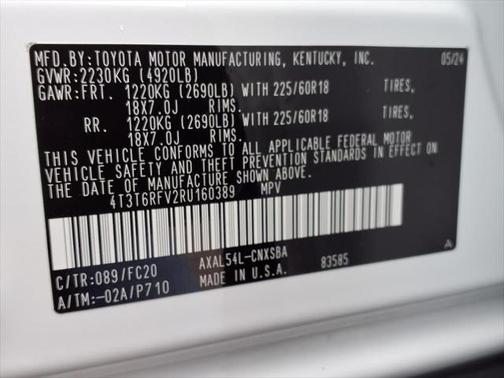 MFD.BY:TOYOTA MOTOR MANUFACTURING, KENTUCKY, INC. 05/24
GVWR:2230KG (4920LB)
GAWR:FRT. 1220KG (2690LB) WITH 225/60R18 TIRES,
18X7.0J RIMS.
RR. 1220KG (2690LB) WITH 225/60R18 TIRES,
18X7.0J RIMS.
THIS VEHICLE CONFORMS TO ALL APPLICABLE FEDERAL MOTOR
VEHICLE SAFETY AND THEFT PREVENTION STANDARDS IN EFFECT
ON THE DATE OF MANUFACTURE SHOWN ABOVE.
4T3T6RFV2RU160389 MPV
C/TR:089/FC20 AXAL54L-CNXSBA
A/TM:-02A/P710 MADE IN U.S.A. 83585 A